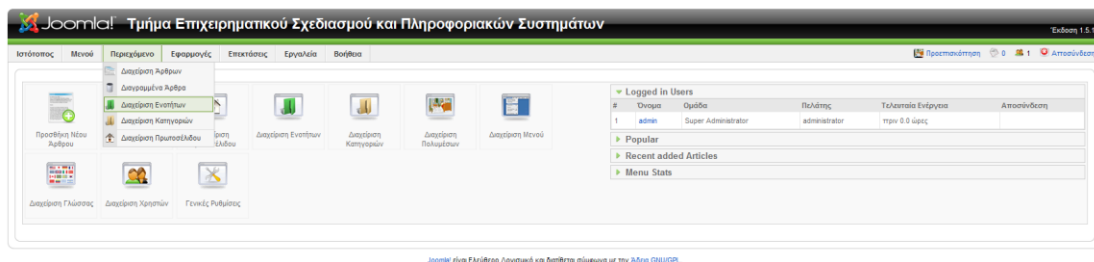 Joomla! Τμήμα Επιχειρηματικού Σχεδιασμού και Πληροφοριακών Συστημάτων
Έκδοση 1.5.1
Ιστότοπος Μενού Περιεχόμενο Εφαρμογές Επεκτάσεις Εργαλεία Βοήθεια Προεπισκόπηση 0 1 Αποσύνδεση
Διαχείριση Άρθρων
Διαγραμμένα Άρθρα
Διαχείριση Ενοτήτων
Διαχείριση Κατηγοριών
Διαχείριση Πρωτοσέλιδου
Προσθήκη Νέου
Άρθρου
Διαχείριση Ενοτήτων
Διαχείριση
Κατηγοριών
Διαχείριση
Πολυμέσων
Διαχείριση Μενού
Διαχείριση Γλώσσας
Διαχείριση Χρηστών
Γενικές Ρυθμίσεις
Logged in Users
# Όνομα Ομάδα Πελάτης Τελευταία Ενέργεια Αποσύνδεση
1 admin Super Administrator administrator πριν 0.0 ώρες
Popular
Recent added Articles
Menu Stats
Joomla! είναι Ελεύθερο Λογισμικό και διατίθεται σύμφωνα με την Άδεια GNU/GPL